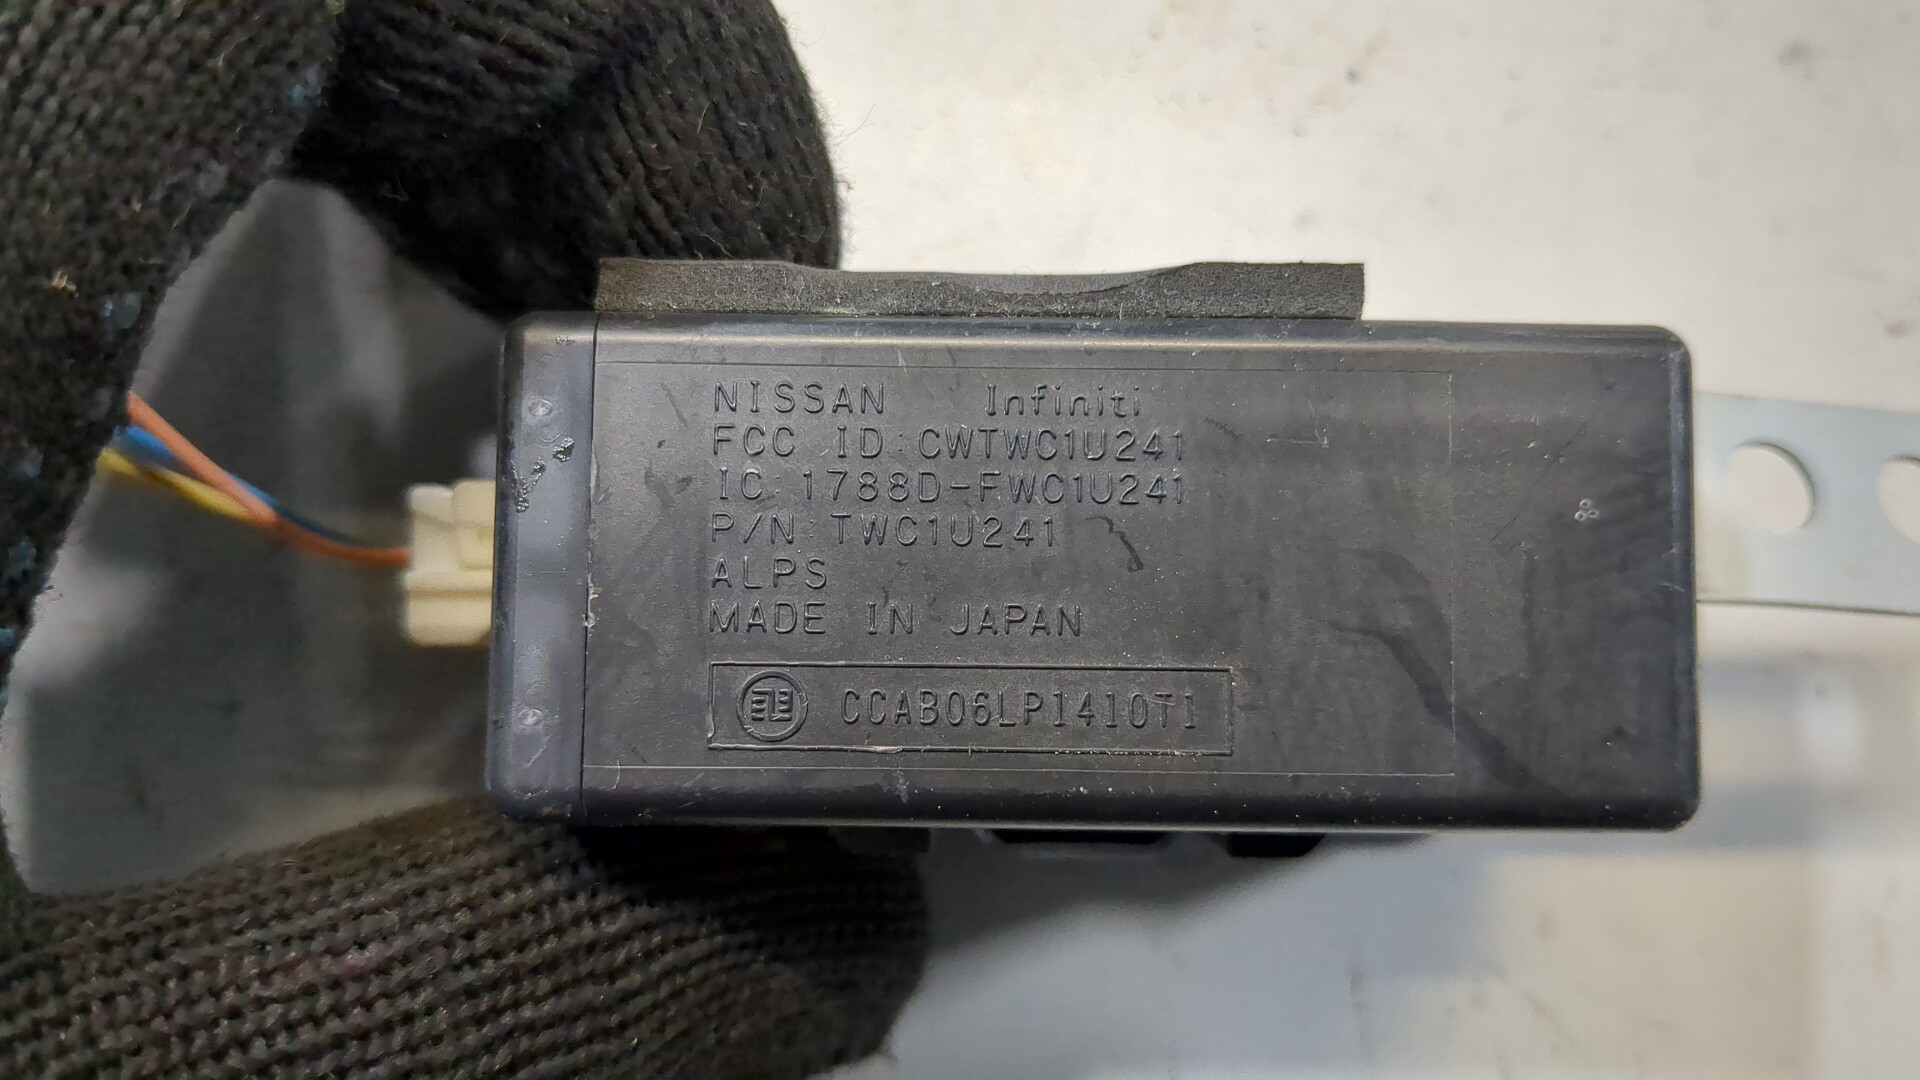 NISSAN Infiniti
FCC ID:CWTWC1U241
IC:1788D-FWC1U241
P/N:TWC1U241
ALPS
MADE IN JAPAN
CCAB06LP1410T1